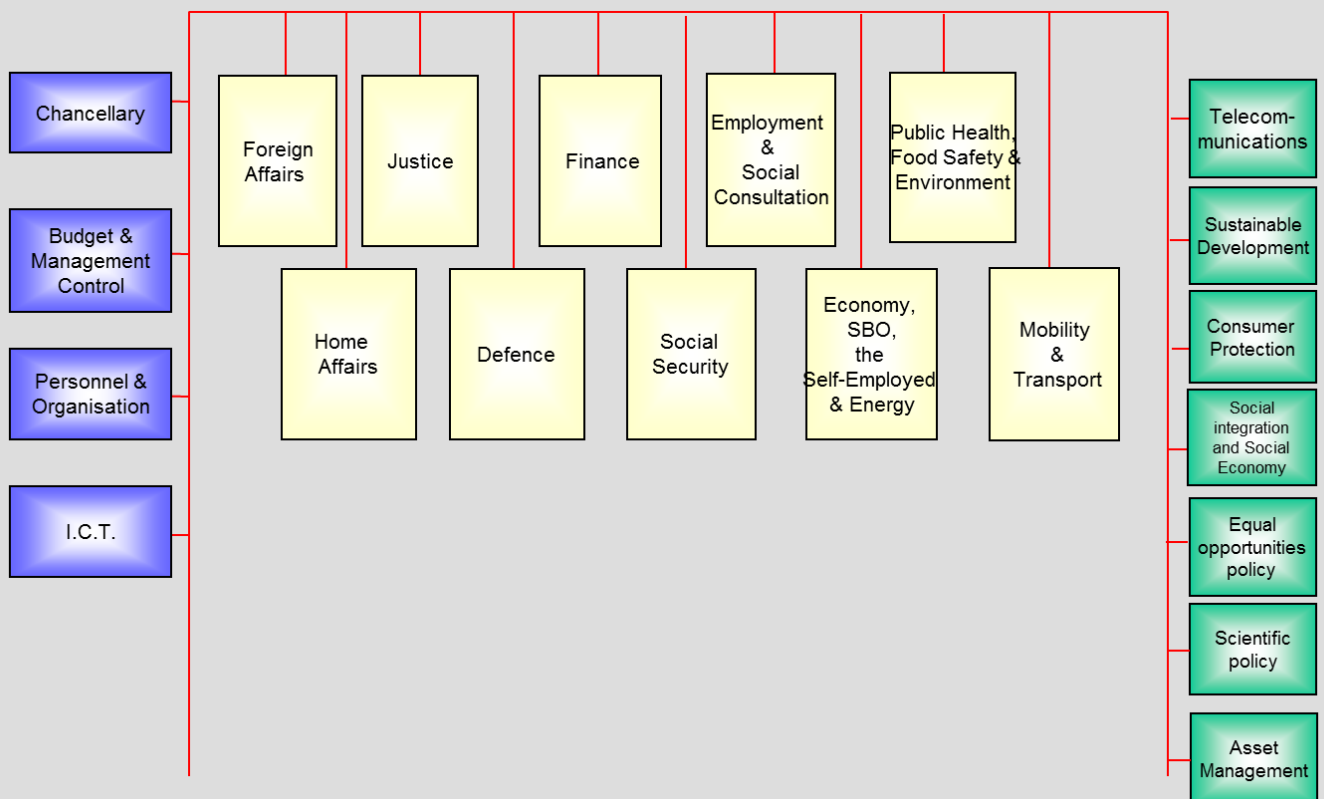 Chancellary
Budget &
Management
Control
Personnel &
Organisation
I.C.T.
Foreign
Affairs
Justice
Finance
Employment
&
Social
Consultation
Public Health,
Food Safety &
Environment
Home
Affairs
Defence
Social
Security
Economy,
SBO,
the
Self-Employed
& Energy
Mobility
&
Transport
Telecom-
munications
Sustainable
Development
Consumer
Protection
Social
integration
and Social
Economy
Equal
opportunities
policy
Scientific
policy
Asset
Management